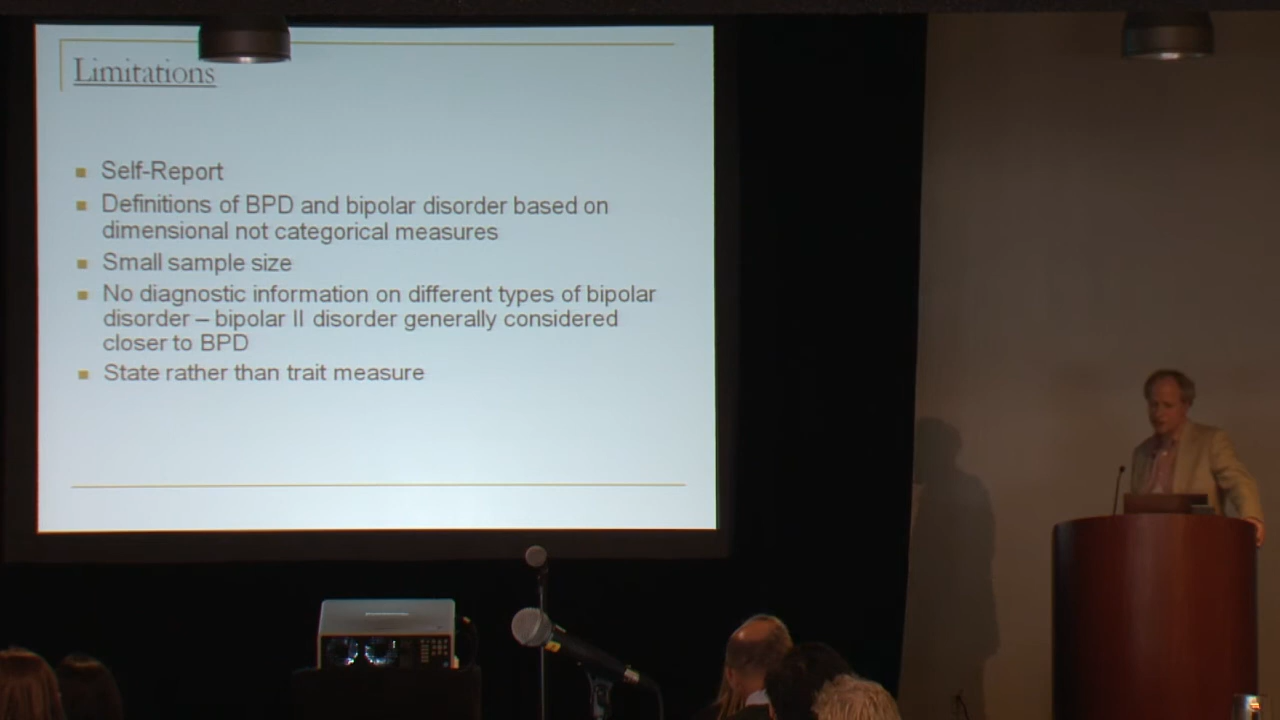 Limitations
Self-Report
Definitions of BPD and bipolar disorder based on
dimensional not categorical measures
Small sample size
No diagnostic information on different types of bipolar
disorder – bipolar II disorder generally considered
closer to BPD
State rather than trait measure